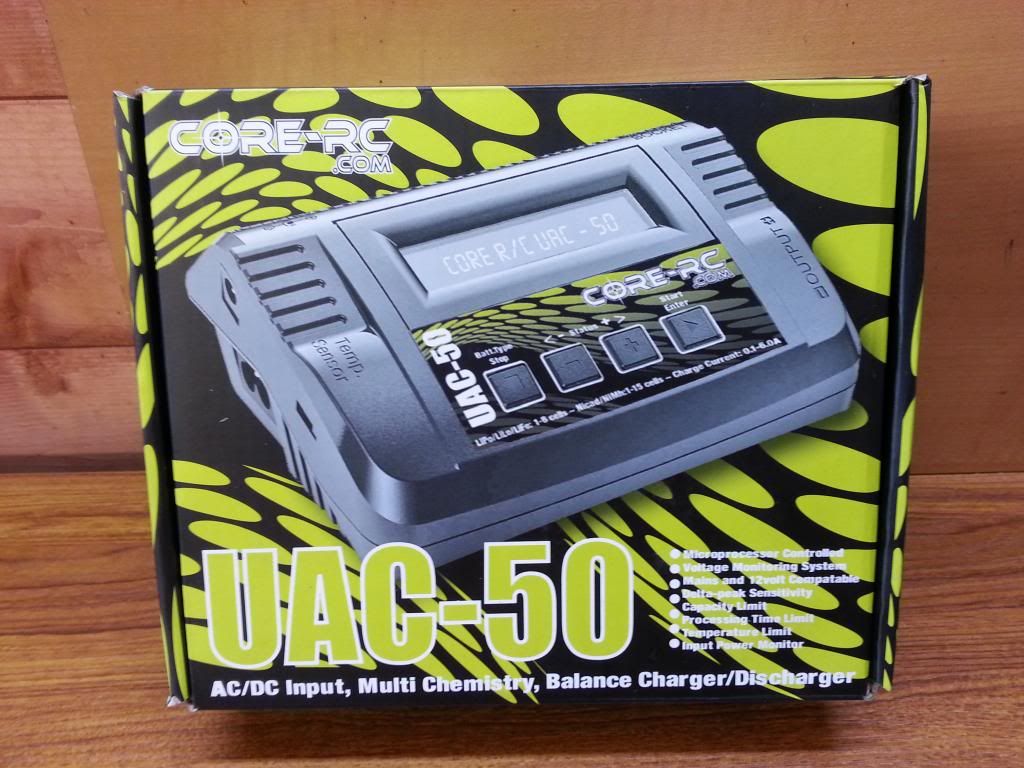 CORE-RC
.COM
CORE R/C UAC - 50
OUTPUT
CORE-RC
.COM
Temp.
Sensor
UAC-50
Batt.Type
Stop
< Status + >
Start
Enter
LiPo/LiLo/LiFe: 1-6 cells – Nicad/NiMh:1-15 cells – Charge Current: 0.1-6.0A
UAC-50
Microprocessor Controlled
Voltage Monitoring System
Mains and 12volt Compatable
Delta-peak Sensitivity
Capacity Limit
Processing Time Limit
Temperature Limit
Input Power Monitor
AC/DC Input, Multi Chemistry, Balance Charger/Discharger